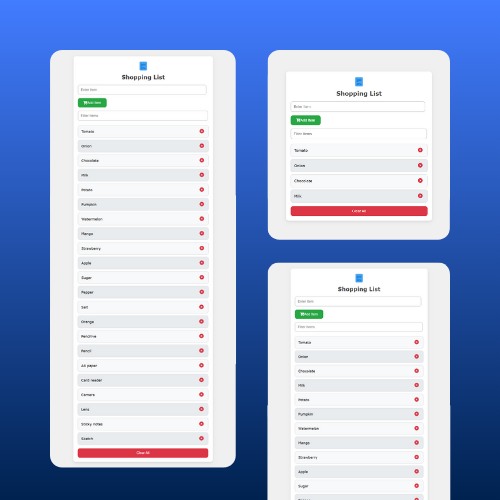 Shopping List
Enter Item
Add Item
Filter Items
Tomato
Onion
Chocolate
Milk
Potato
Pumpkin
Watermelon
Mango
Strawberry
Apple
Sugar
Pepper
Salt
Orange
Pencil
A4 paper
Card reader
Camera
Lens
Sticky notes
Clear All
Shopping List
Enter Item
Add Item
Filter Items
Tomato
Onion
Chocolate
Milk
Clear All
Shopping List
Enter Item
Add Item
Filter Items
Tomato
Onion
Chocolate
Milk
Potato
Pumpkin
Watermelon
Mango
Strawberry
Apple
Sugar